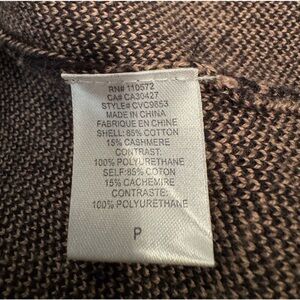 RN# 110572
CA# CA30427
STYLE# CVC9853
MADE IN CHINA
FABRIQUE EN CHINE
SHELL: 85% COTTON
15% CASHMERE
CONTRAST:
100% POLYURETHANE
SELF:85% COTON
15% CACHEMIRE
CONTRASTE:
100% POLYURETHANE
P